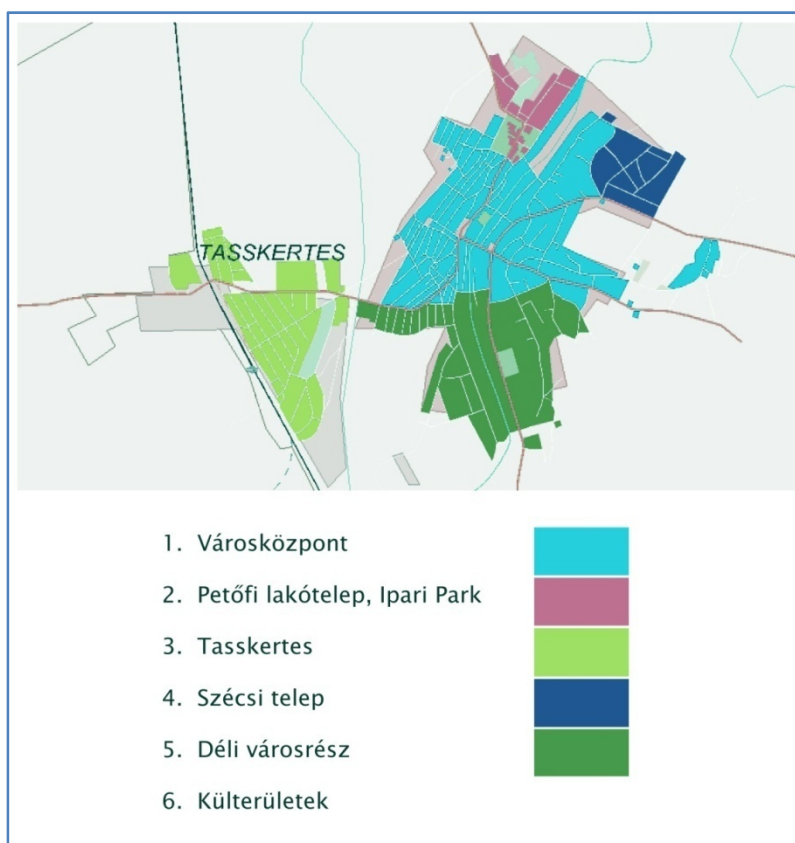 TASSKERTES
1. Városközpont
2. Petőfi lakótelep, Ipari Park
3. Tasskertes
4. Szécsi telep
5. Déli városrész
6. Külterületek